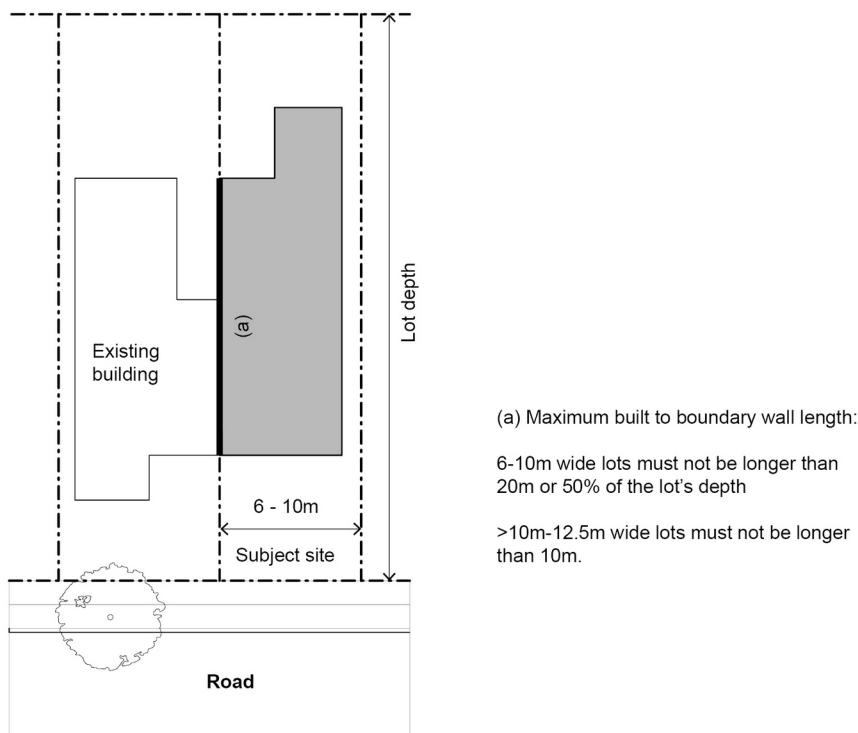 Lot depth
(a)
Existing
building
6 - 10m
Subject site
Road
(a) Maximum built to boundary wall length:
6-10m wide lots must not be longer than
20m or 50% of the lot's depth
>10m-12.5m wide lots must not be longer
than 10m.